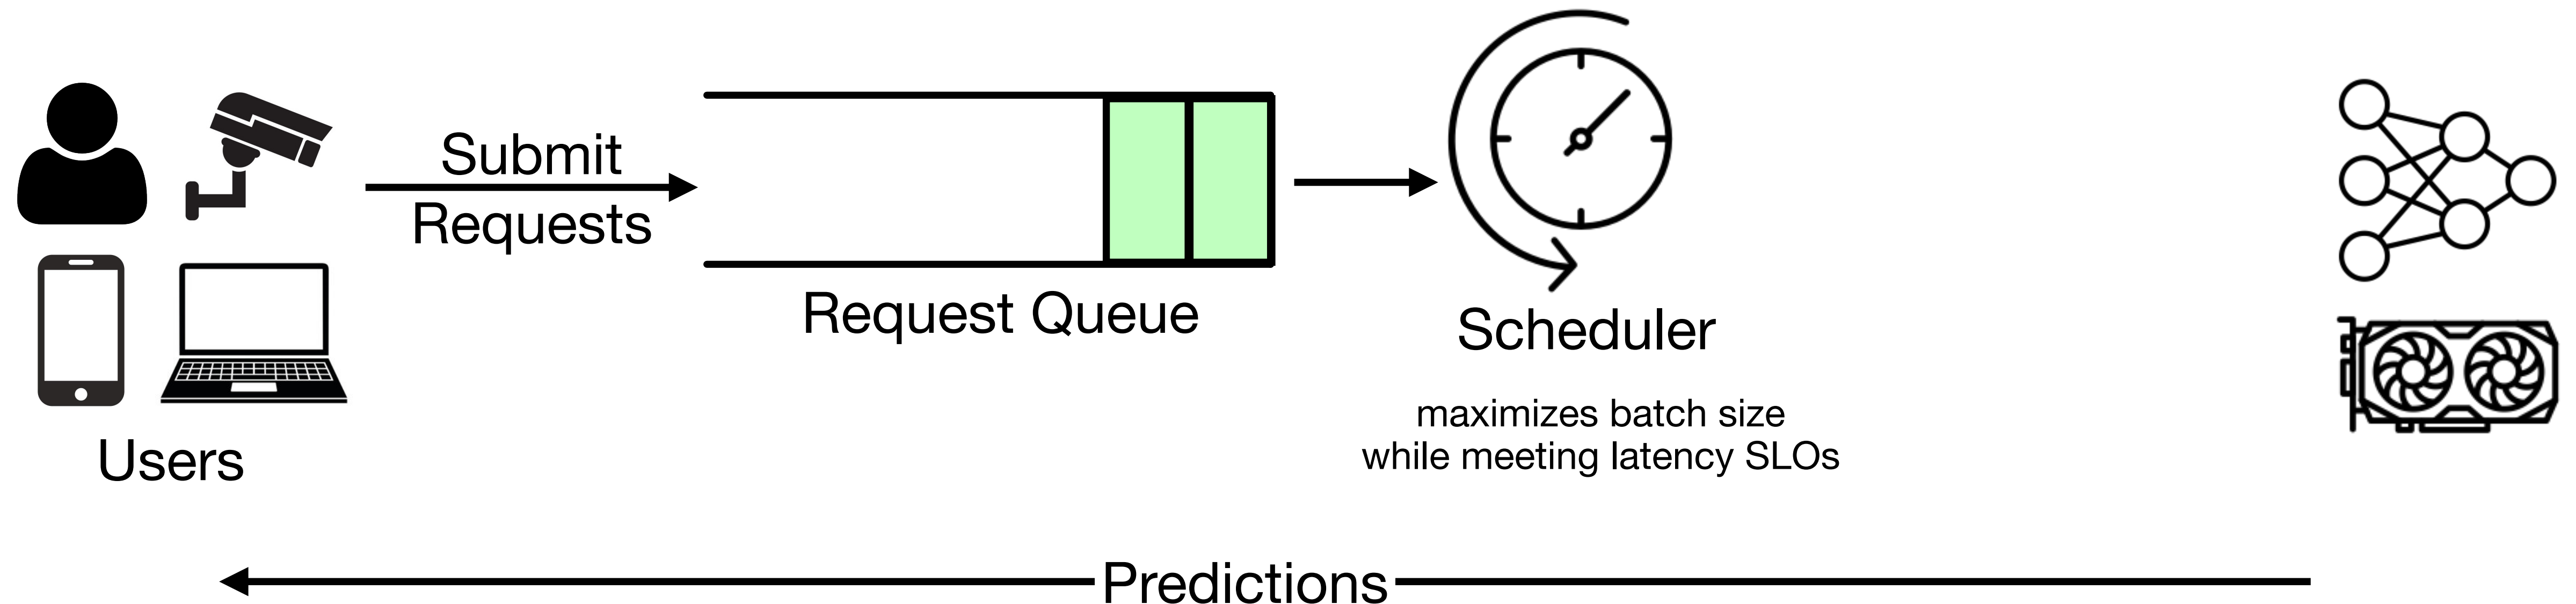 Submit
Requests
Users
Request Queue
Scheduler
maximizes batch size
while meeting latency SLOs
Predictions